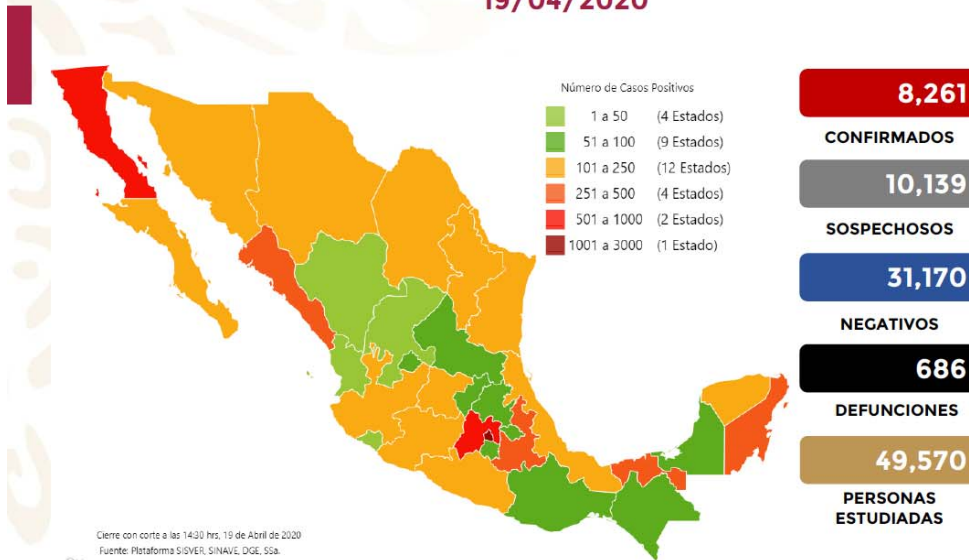 19/04/2020
Número de Casos Positivos
1 a 50 (4 Estados)
51 a 100 (9 Estados)
101 a 250 (12 Estados)
251 a 500 (4 Estados)
501 a 1000 (2 Estados)
1001 a 3000 (1 Estado)
8,261
CONFIRMADOS
10,139
SOSPECHOSOS
31,170
NEGATIVOS
686
DEFUNCIONES
49,570
PERSONAS
ESTUDIADAS
Cierre con corte a las 14:30 hrs, 19 de Abril de 2020
Fuente: Plataforma SISVER, SINAVE, DGE, SSa.